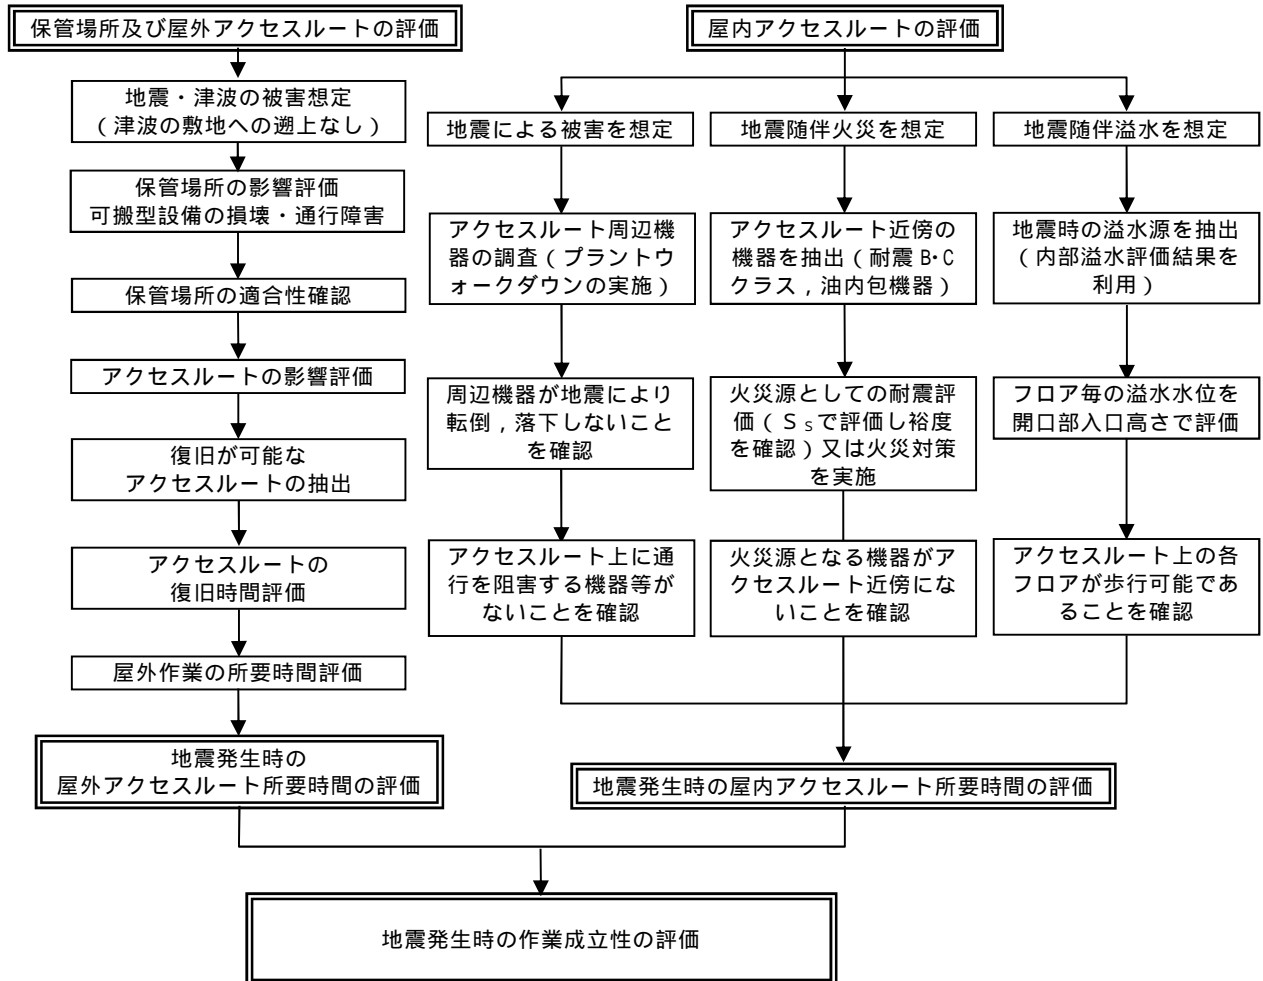 保管場所及び屋外アクセスルートの評価
地震・津波の被害想定
（津波の敷地への遡上なし）
保管場所の影響評価
可搬型設備の損壊・通行障害
保管場所の適合性確認
アクセスルートの影響評価
復旧が可能な
アクセスルートの抽出
アクセスルートの
復旧時間評価
屋外作業の所要時間評価
地震発生時の
屋外アクセスルート所要時間の評価
屋内アクセスルートの評価
地震による被害を想定
アクセスルート周辺機
器の調査（プラントウ
ォークダウンの実施）
周辺機器が地震により
転倒，落下しないこと
を確認
アクセスルート上に通
行を阻害する機器等が
ないことを確認
地震随伴火災を想定
アクセスルート近傍の
機器を抽出（耐震B・C
クラス，油内包機器）
火災源としての耐震評
価（Ｓｓで評価し裕度
を確認）又は火災対策
を実施
火災源となる機器がア
クセスルート近傍にな
いことを確認
地震随伴溢水を想定
地震時の溢水源を抽出
（内部溢水評価結果を
利用）
フロア毎の溢水水位を
開口部入口高さで評価
アクセスルート上の各
フロアが歩行可能であ
ることを確認
地震発生時の屋内アクセスルート所要時間の評価
地震発生時の作業成立性の評価